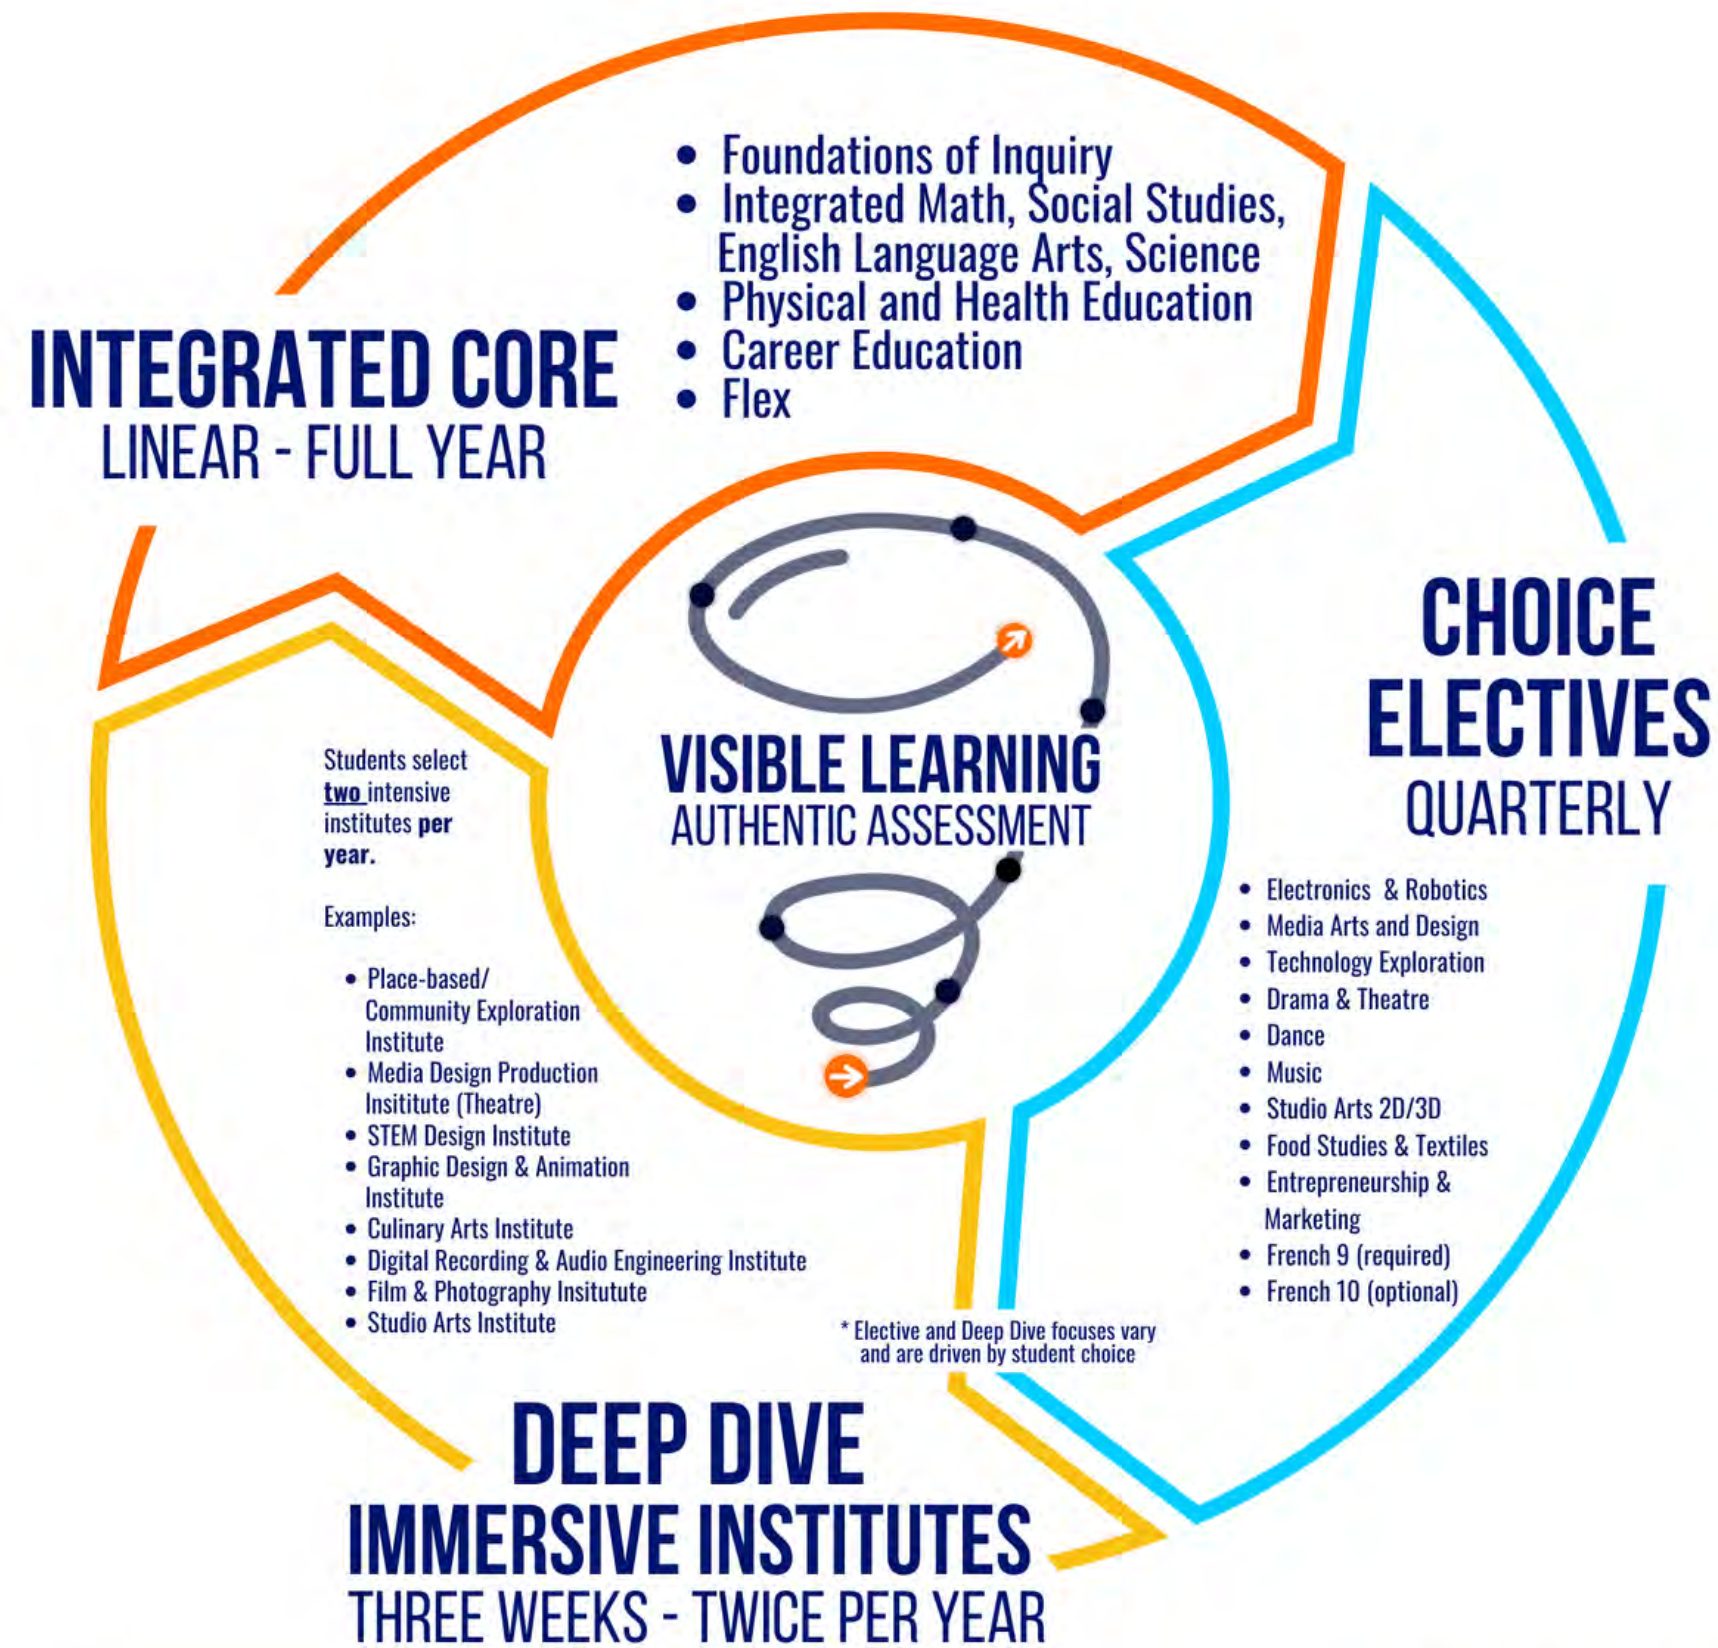 • Foundations of Inquiry
• Integrated Math, Social Studies,
English Language Arts, Science
• Physical and Health Education
• Career Education
• Flex
INTEGRATED CORE
LINEAR - FULL YEAR
CHOICE
ELECTIVES
QUARTERLY
• Electronics & Robotics
• Media Arts and Design
• Technology Exploration
• Drama & Theatre
• Dance
• Music
• Studio Arts 2D/3D
• Food Studies & Textiles
• Entrepreneurship &
Marketing
• French 9 (required)
• French 10 (optional)
VISIBLE LEARNING
AUTHENTIC ASSESSMENT
Students select
two intensive
institutes per
year.
Examples:
• Place-based/
Community Exploration
Institute
• Media Design Production
Insititute (Theatre)
• STEM Design Institute
• Graphic Design & Animation
Institute
• Culinary Arts Institute
• Digital Recording & Audio Engineering Institute
• Film & Photography Insitutute
• Studio Arts Institute
* Elective and Deep Dive focuses vary
and are driven by student choice
DEEP DIVE
IMMERSIVE INSTITUTES
THREE WEEKS - TWICE PER YEAR